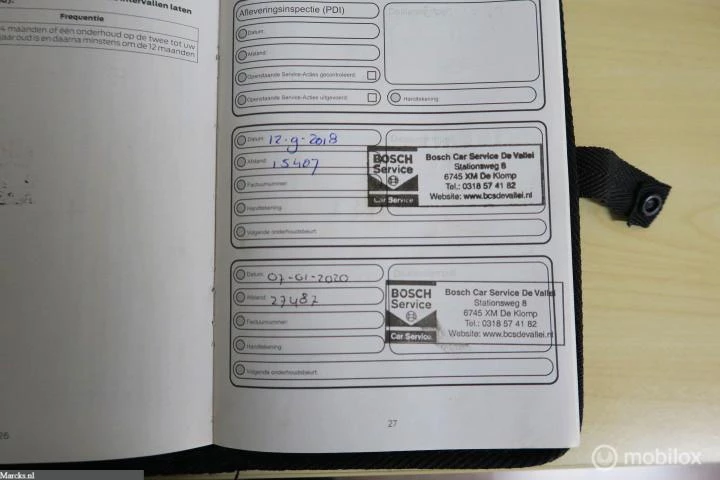 intervallen laten
Frequentie
4 maanden of één onderhoud op de twee tot uw
jaar oud is en daarna minstens om de 12 maanden
26
Afleveringsinspectie (PDI)
Datum:
Afstand:
Openstaande Service-Acties gecontroleerd:
Openstaande Service-Acties uitgevoerd:
Handtekening:
Datum: 12-9-2018
Afstand: 15407
Factuurnummer:
Handtekening:
Volgende onderhoudsbeurt:
BOSCH
Service
Car Service
Bosch Car Service De Vallei
Stationsweg 8
6745 XM De Klomp
Tel.: 0318 57 41 82
Website: www.bcsdevallei.nl
Datum: 07-01-2020
Afstand: 27487
Factuurnummer:
Handtekening:
Volgende onderhoudsbeurt:
BOSCH
Service
Car Service
Bosch Car Service De Vallei
Stationsweg 8
6745 XM De Klomp
Tel.: 0318 57 41 82
Website: www.bcsdevallei.nl
27
Marcks.nl
mobilox